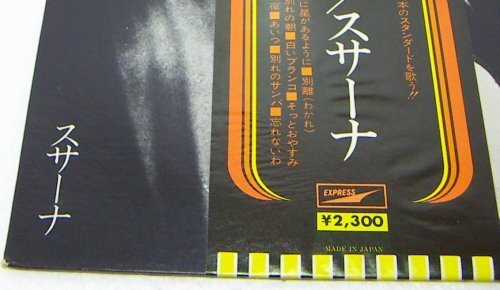 本のスタンダードを歌う!!
スサーナ
に星があるように■別離(わかれ)
別れの朝■白いブランコ■そっとおやすみ
夜■あいつ■別れのサンバ■忘れないわ
EXPRESS
¥2,300
MADE IN JAPAN
スサーナ